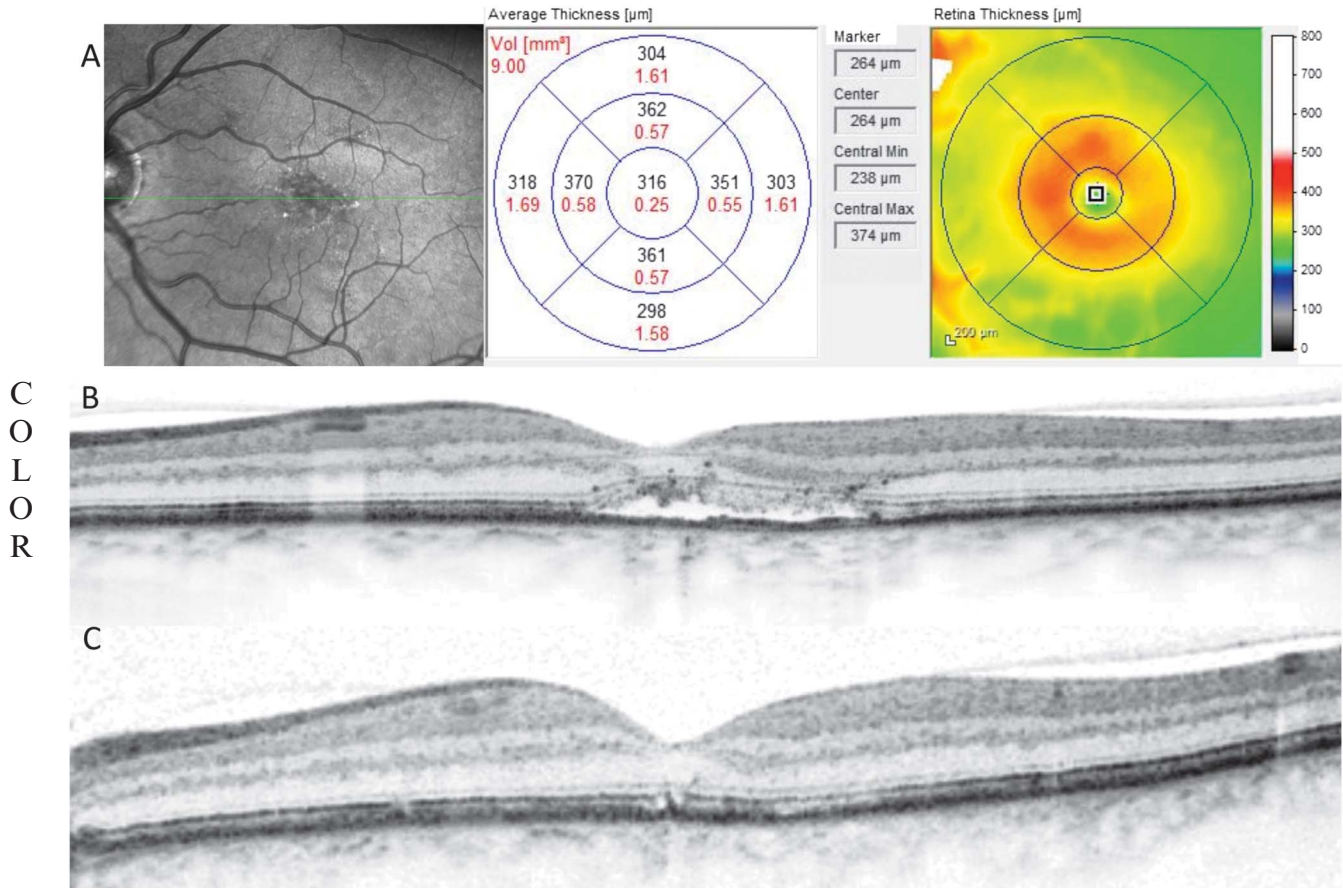 A
Average Thickness [µm]
Vol [mm³]
9.00
304
1.61
362
0.57
318
1.69
370
0.58
316
0.25
351
0.55
303
1.61
361
0.57
298
1.58
Marker
264 µm
Center
264 µm
Central Min
238 µm
Central Max
374 µm
Retina Thickness [µm]
200 µm
800
700
600
500
400
300
200
100
0
COLOR
B
C